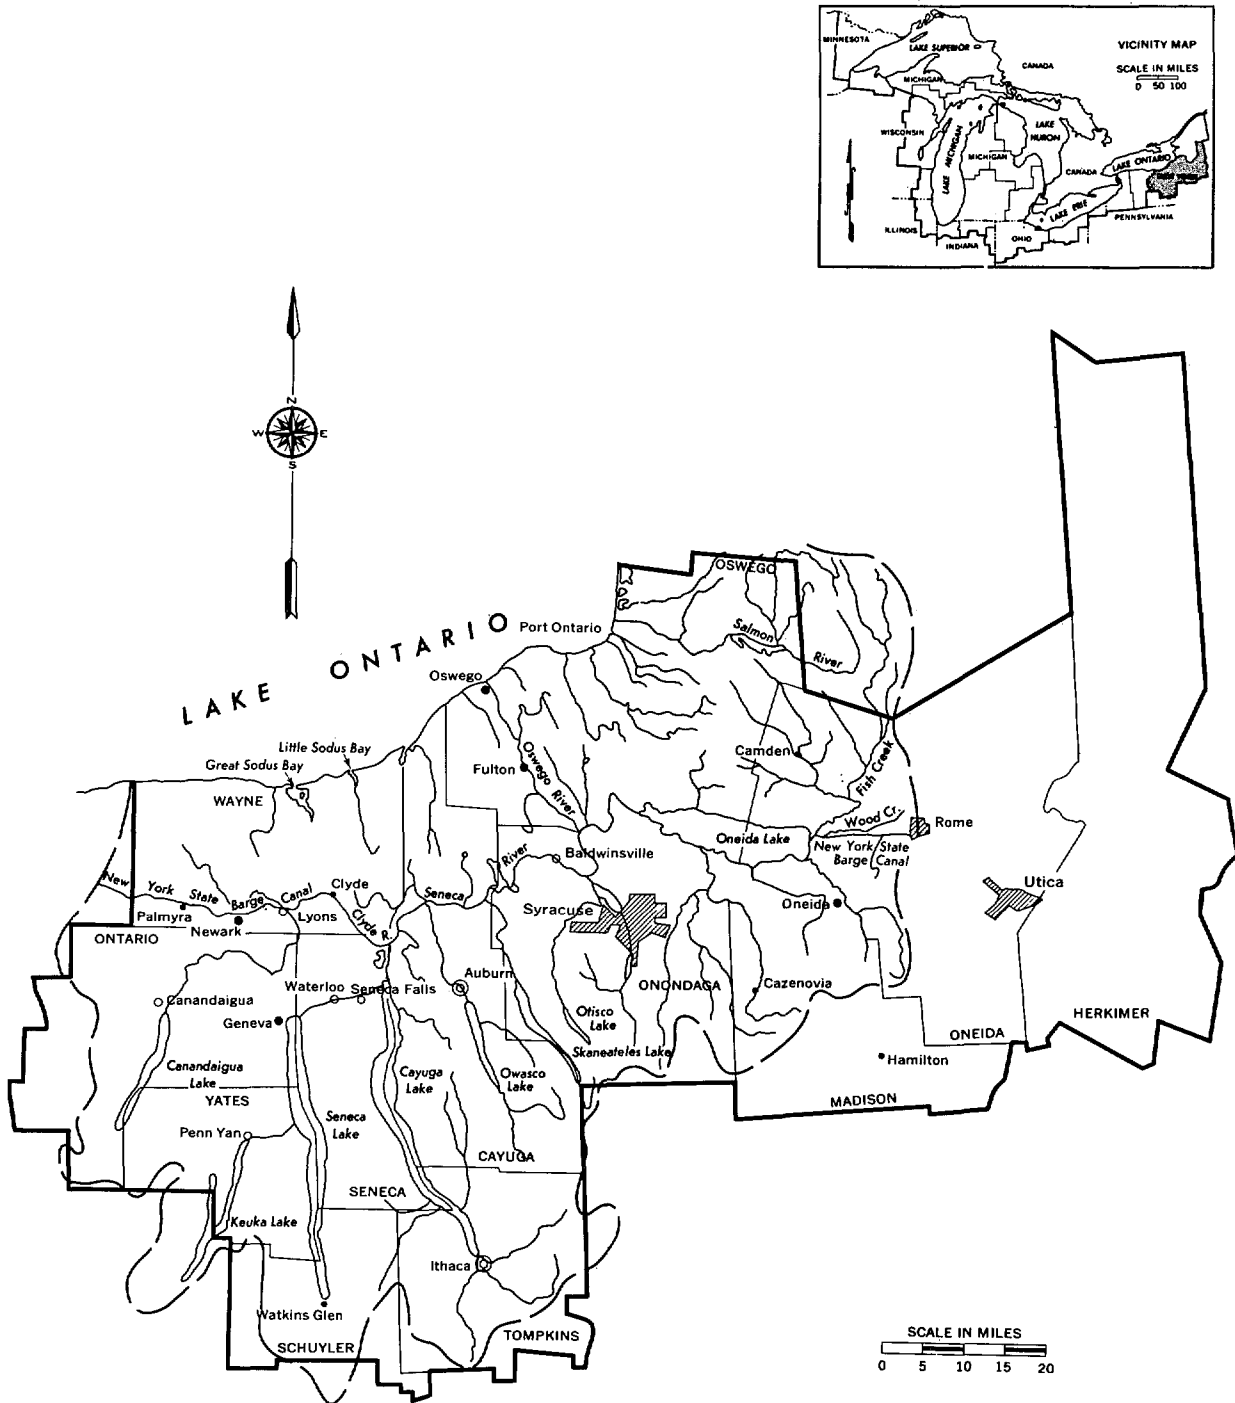 VICINITY MAP
SCALE IN MILES
0 50 100
MINNESOTA
LAKE SUPERIOR
CANADA
MICHIGAN
WISCONSIN
LAKE MICHIGAN
MICHIGAN
LAKE
HURON
CANADA
LAKE ONTARIO
LAKE ERIE
PENNSYLVANIA
ILLINOIS
INDIANA
OHIO
N
W E
S
LAKE ONTARIO
OSWEGO
Port Ontario
Salmon
River
Oswego
Little Sodus Bay
Great Sodus Bay
WAYNE
Fulton
Oswego River
Camden
Fish Creek
Wood Cr.
Rome
Oneida Lake
New York State
Barge Canal
Baldwinsville
River
Seneca
New York State Barge Canal
Clyde
Clyde R.
Palmyra
Newark
Lyons
Syracuse
Oneida
Utica
ONTARIO
Auburn
Waterloo
Seneca Falls
Canandaigua
Geneva
ONONDAGA
Cazenovia
Otisco
Lake
HERKIMER
ONEIDA
Skaneateles Lake
Hamilton
Canandaigua
Lake
Cayuga
Lake
Owasco
Lake
YATES
Seneca
Lake
MADISON
Penn Yan
CAYUGA
SENECA
Keuka Lake
Ithaca
Watkins Glen
SCHUYLER
TOMPKINS
SCALE IN MILES
0 5 10 15 20